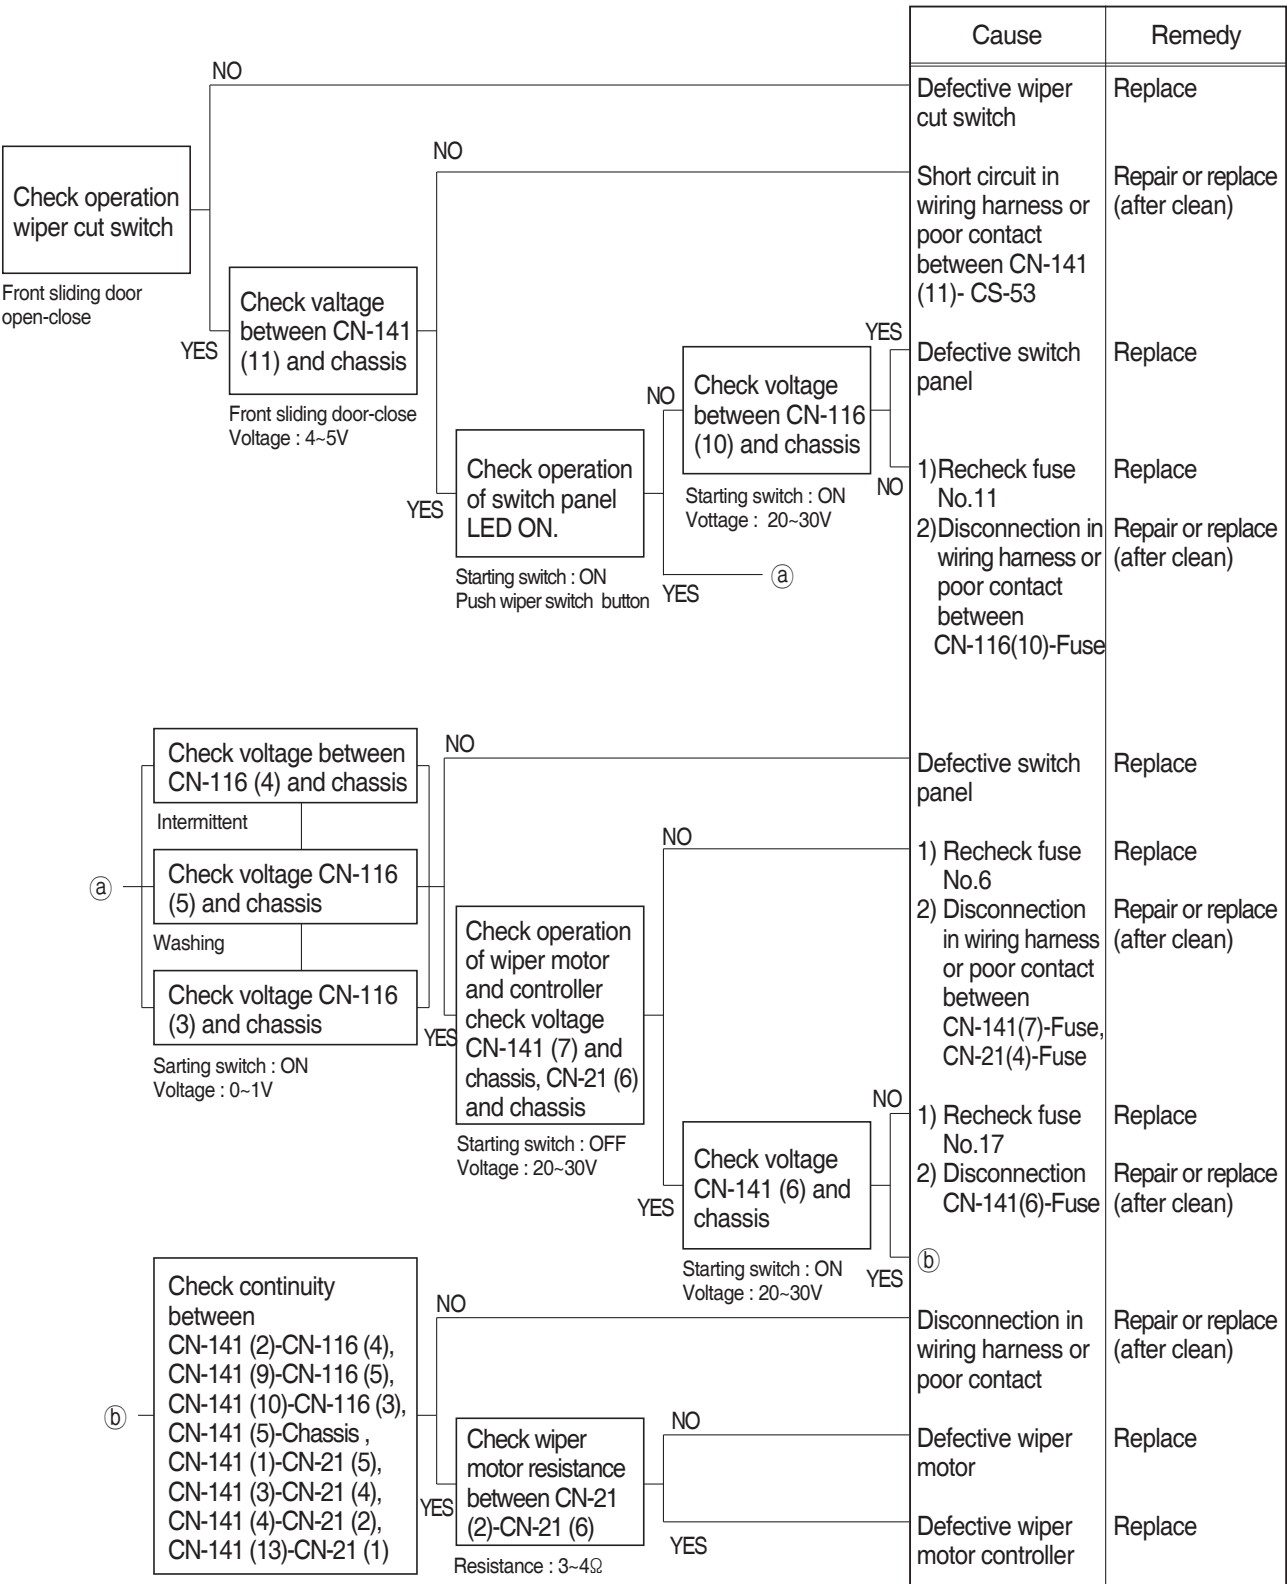 Cause
Remedy
NO
Defective wiper
cut switch
Replace
NO
Check operation
wiper cut switch
Short circuit in
wiring harness or
poor contact
between CN-141
(11)- CS-53
Repair or replace
(after clean)
Front sliding door
open-close
YES
Check valtage
between CN-141
(11) and chassis
Front sliding door-close
Voltage : 4~5V
YES
Defective switch
panel
Replace
NO
Check voltage
between CN-116
(10) and chassis
Starting switch : ON
Vottage : 20~30V
NO
YES
Check operation
of switch panel
LED ON.
Starting switch : ON
Push wiper switch button
YES
ⓐ
1)Recheck fuse
No.11
Replace
2)Disconnection in
wiring harness or
poor contact
between
CN-116(10)-Fuse
Repair or replace
(after clean)
ⓐ
Check voltage between
CN-116 (4) and chassis
Intermittent
Check voltage CN-116
(5) and chassis
Washing
Check voltage CN-116
(3) and chassis
Sarting switch : ON
Voltage : 0~1V
NO
Defective switch
panel
Replace
YES
Check operation
of wiper motor
and controller
check voltage
CN-141 (7) and
chassis, CN-21 (6)
and chassis
Starting switch : OFF
Voltage : 20~30V
NO
1) Recheck fuse
No.6
Replace
2) Disconnection
in wiring harness
or poor contact
between
CN-141(7)-Fuse,
CN-21(4)-Fuse
Repair or replace
(after clean)
YES
Check voltage
CN-141 (6) and
chassis
Starting switch : ON
Voltage : 20~30V
NO
1) Recheck fuse
No.17
Replace
2) Disconnection
CN-141(6)-Fuse
Repair or replace
(after clean)
YES
ⓑ
ⓑ
Check continuity
between
CN-141 (2)-CN-116 (4),
CN-141 (9)-CN-116 (5),
CN-141 (10)-CN-116 (3),
CN-141 (5)-Chassis ,
CN-141 (1)-CN-21 (5),
CN-141 (3)-CN-21 (4),
CN-141 (4)-CN-21 (2),
CN-141 (13)-CN-21 (1)
NO
Disconnection in
wiring harness or
poor contact
Repair or replace
(after clean)
YES
Check wiper
motor resistance
between CN-21
(2)-CN-21 (6)
Resistance : 3~4Ω
NO
Defective wiper
motor
Replace
YES
Defective wiper
motor controller
Replace